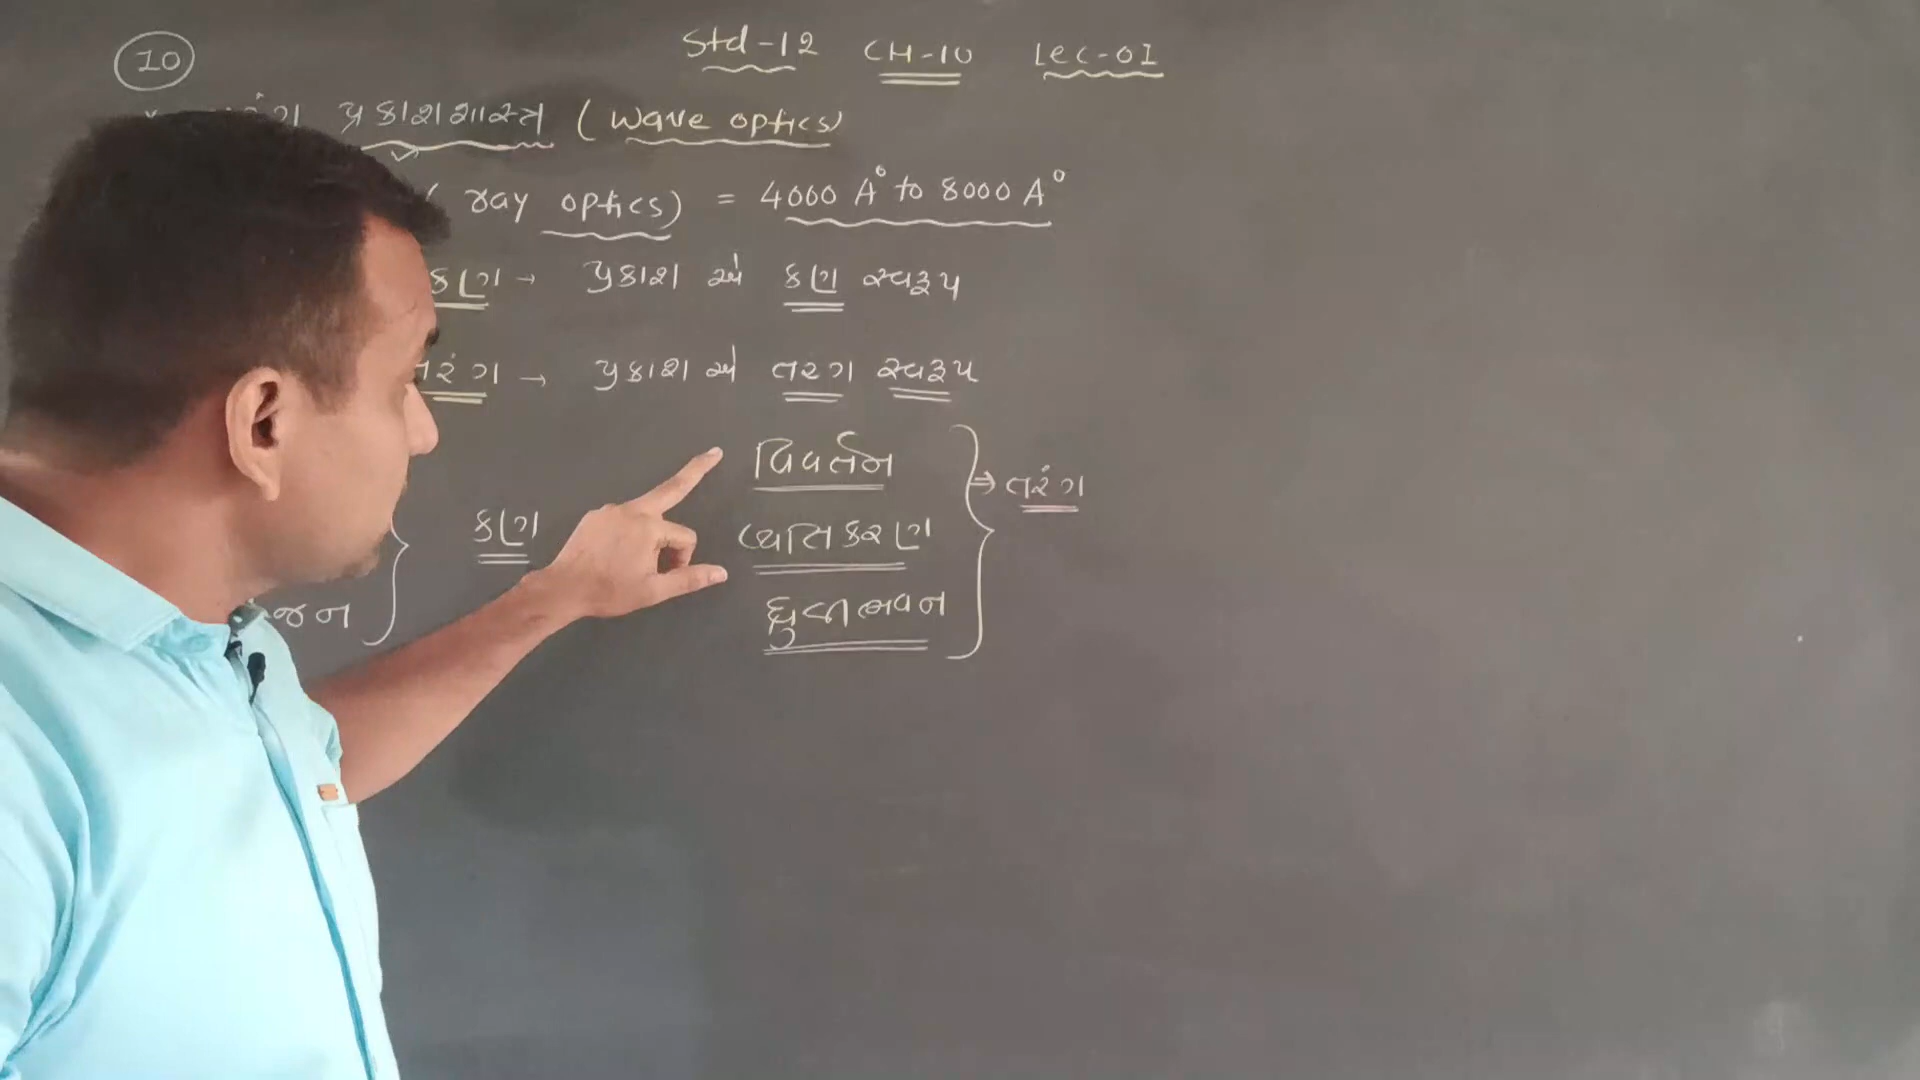 Std-12 CH-10 Lec-01
10
પ્રકાશશાસ્ત્ર (wave optics)
(ray optics) = 4000 A° to 8000 A°
કણ → પ્રકાશ એ કણ સ્વરૂપ
તરંગ → પ્રકાશ એ તરંગ સ્વરૂપ
વિવર્તન
⇒ તરંગ
કણ
વ્યતિકરણ
ધ્રુવીભવન